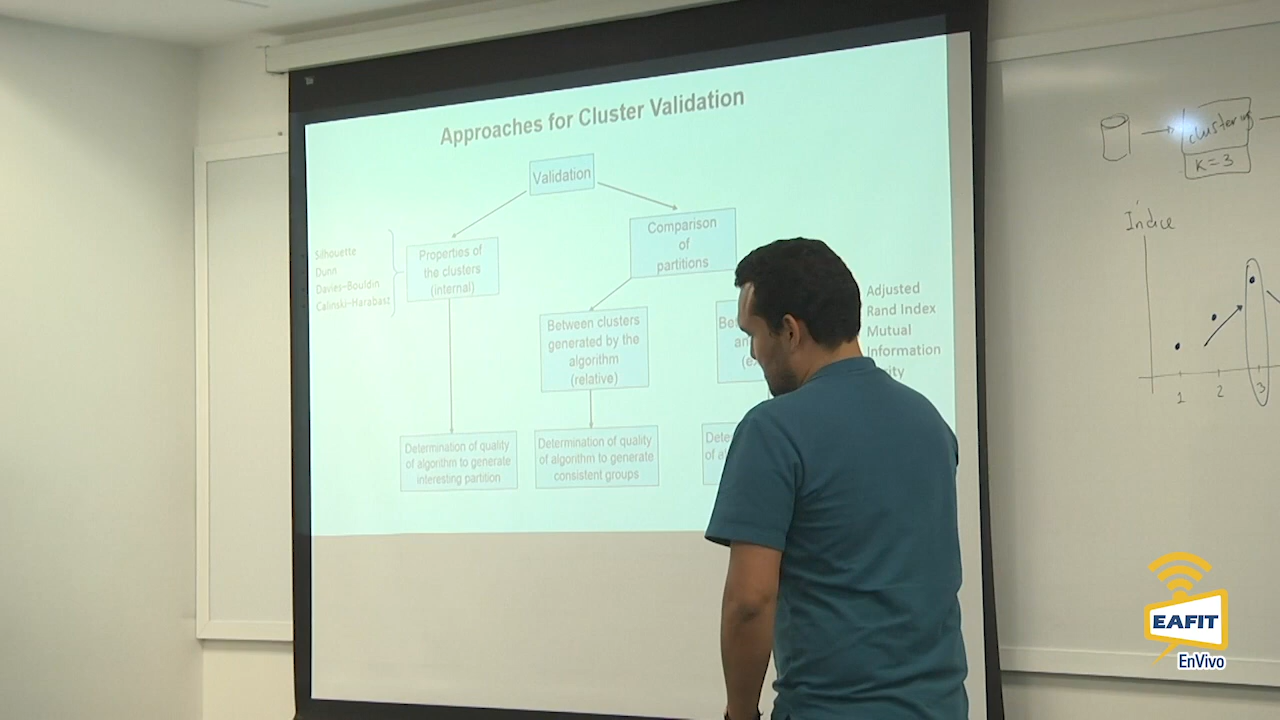 Approaches for Cluster Validation
Validation
Silhouette
Dunn
Davies-Bouldin
Calinski-Harabast
Properties of
the clusters
(internal)
Comparison
of
partitions
Between clusters
generated by the
algorithm
(relative)
Adjusted
Rand Index
Mutual
Information
Determination of quality
of algorithm to generate
interesting partition
Determination of quality
of algorithm to generate
consistent groups
clustering
K=3
Índice
1 2 3
EAFIT
EnVivo